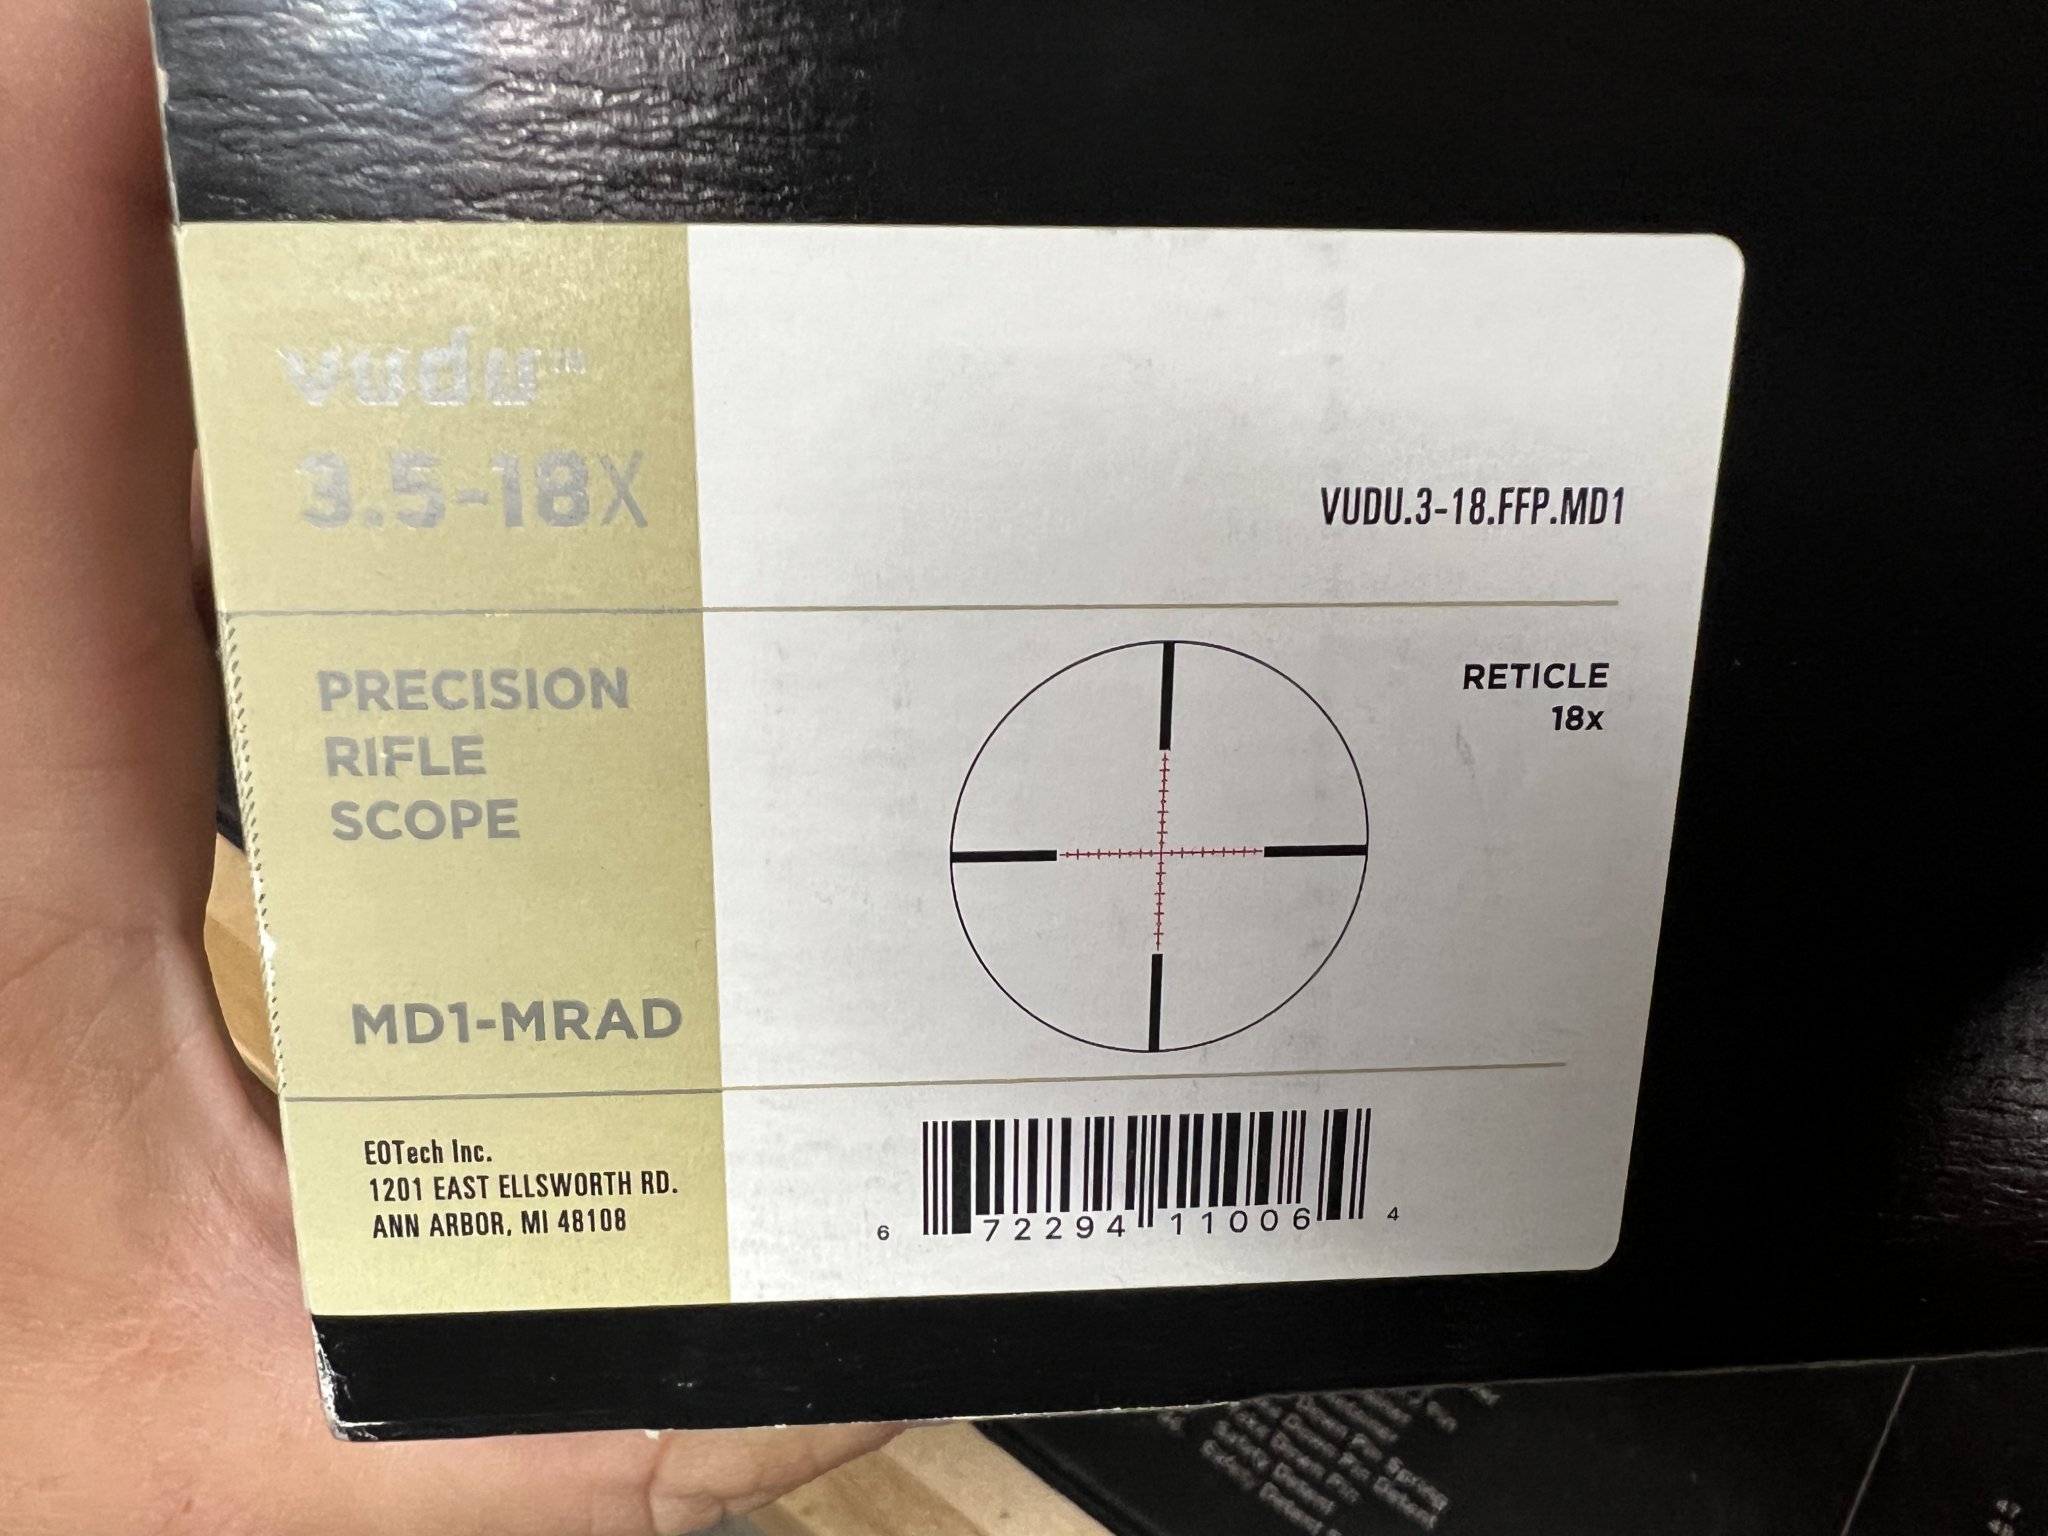 vudu™
3.5-18X
VUDU.3-18.FFP.MD1
PRECISION
RIFLE
SCOPE
RETICLE
18x
MD1-MRAD
EOTech Inc.
1201 EAST ELLSWORTH RD.
ANN ARBOR, MI 48108
6 72294 11006 4
47